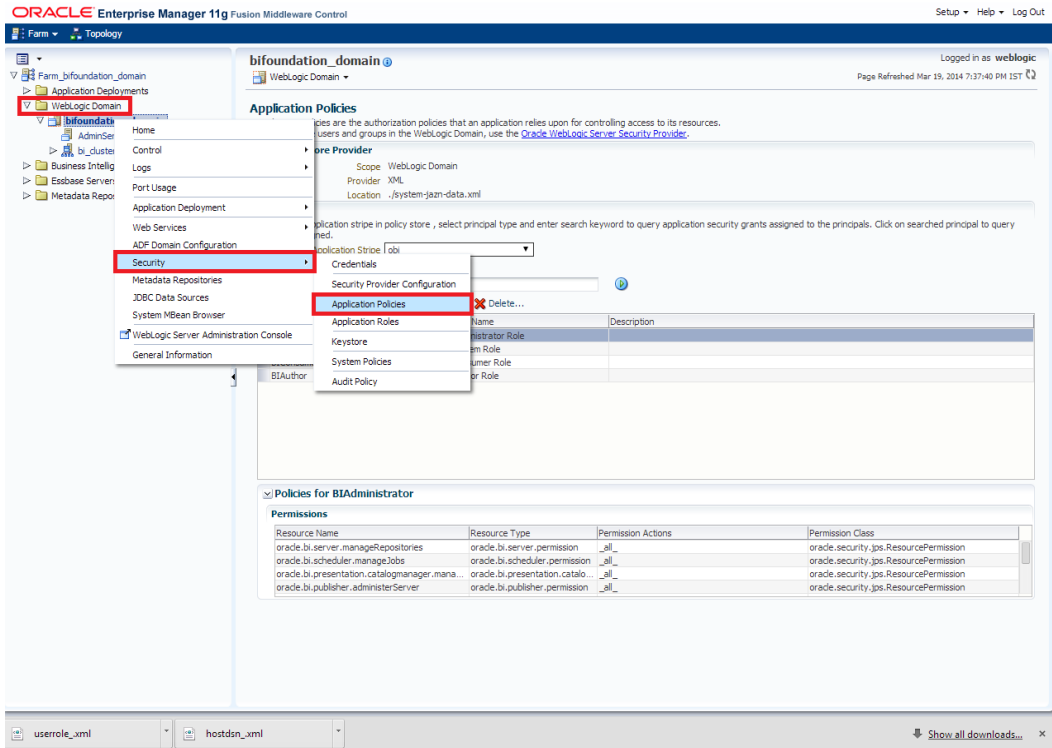 ORACLE Enterprise Manager 11g Fusion Middleware Control
Setup Help Log Out
Farm Topology
Farm_bifoundation_domain
Application Deployments
WebLogic Domain
AdminSer
bi_cluster
Business Intellig
Essbase Server
Metadata Repos
bifoundation_domain
WebLogic Domain
Logged in as weblogic
Page Refreshed Mar 19, 2014 7:37:40 PM IST
Application Policies
are the authorization policies that an application relies upon for controlling access to its resources.
users and groups in the WebLogic Domain, use the Oracle WebLogic Server Security Provider.
ore Provider
Scope WebLogic Domain
Provider XML
Location ./system-jazn-data.xml
plication stripe in policy store , select principal type and enter search keyword to query application security grants assigned to the principals. Click on searched principal to query
ned.
pplication Stripe obi
Delete...
Name Description
nistrator Role
em Role
umer Role
BIAuthor or Role
Home
Control
Logs
Port Usage
Application Deployment
Web Services
ADF Domain Configuration
Security
Metadata Repositories
JDBC Data Sources
System MBean Browser
WebLogic Server Administration Console
General Information
Credentials
Security Provider Configuration
Application Policies
Application Roles
Keystore
System Policies
Audit Policy
Policies for BIAdministrator
Permissions
Resource Name Resource Type Permission Actions Permission Class
oracle.bi.server.manageRepositories oracle.bi.server.permission _all_ oracle.security.jps.ResourcePermission
oracle.bi.scheduler.manageJobs oracle.bi.scheduler.permission _all_ oracle.security.jps.ResourcePermission
oracle.bi.presentation.catalogmanager.mana... oracle.bi.presentation.catalo... _all_ oracle.security.jps.ResourcePermission
oracle.bi.publisher.administerServer oracle.bi.publisher.permission _all_ oracle.security.jps.ResourcePermission
userrole_.xml
hostdsn_.xml
Show all downloads...